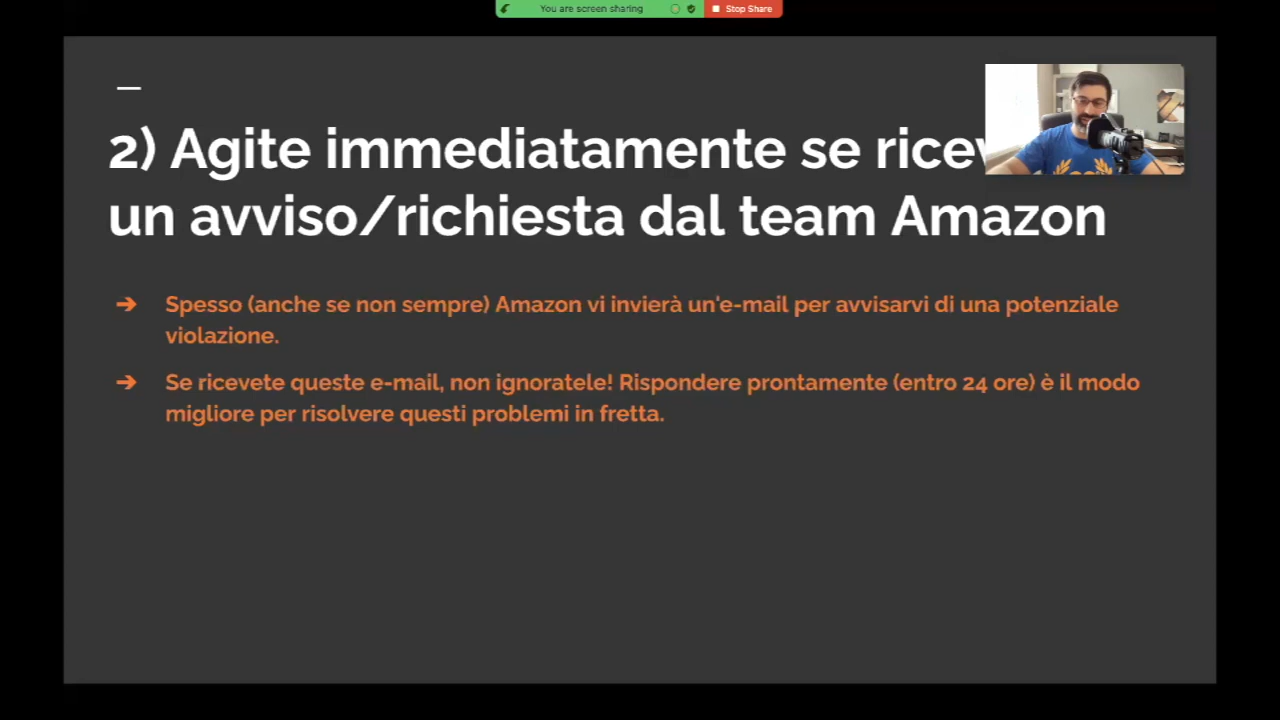 You are screen sharing
Stop Share
2) Agite immediatamente se
un avviso/richiesta dal team Amazon
➔ Spesso (anche se non sempre) Amazon vi invierà un'e-mail per avvisarvi di una potenziale
violazione.
➔ Se ricevete queste e-mail, non ignoratele! Rispondere prontamente (entro 24 ore) è il modo
migliore per risolvere questi problemi in fretta.